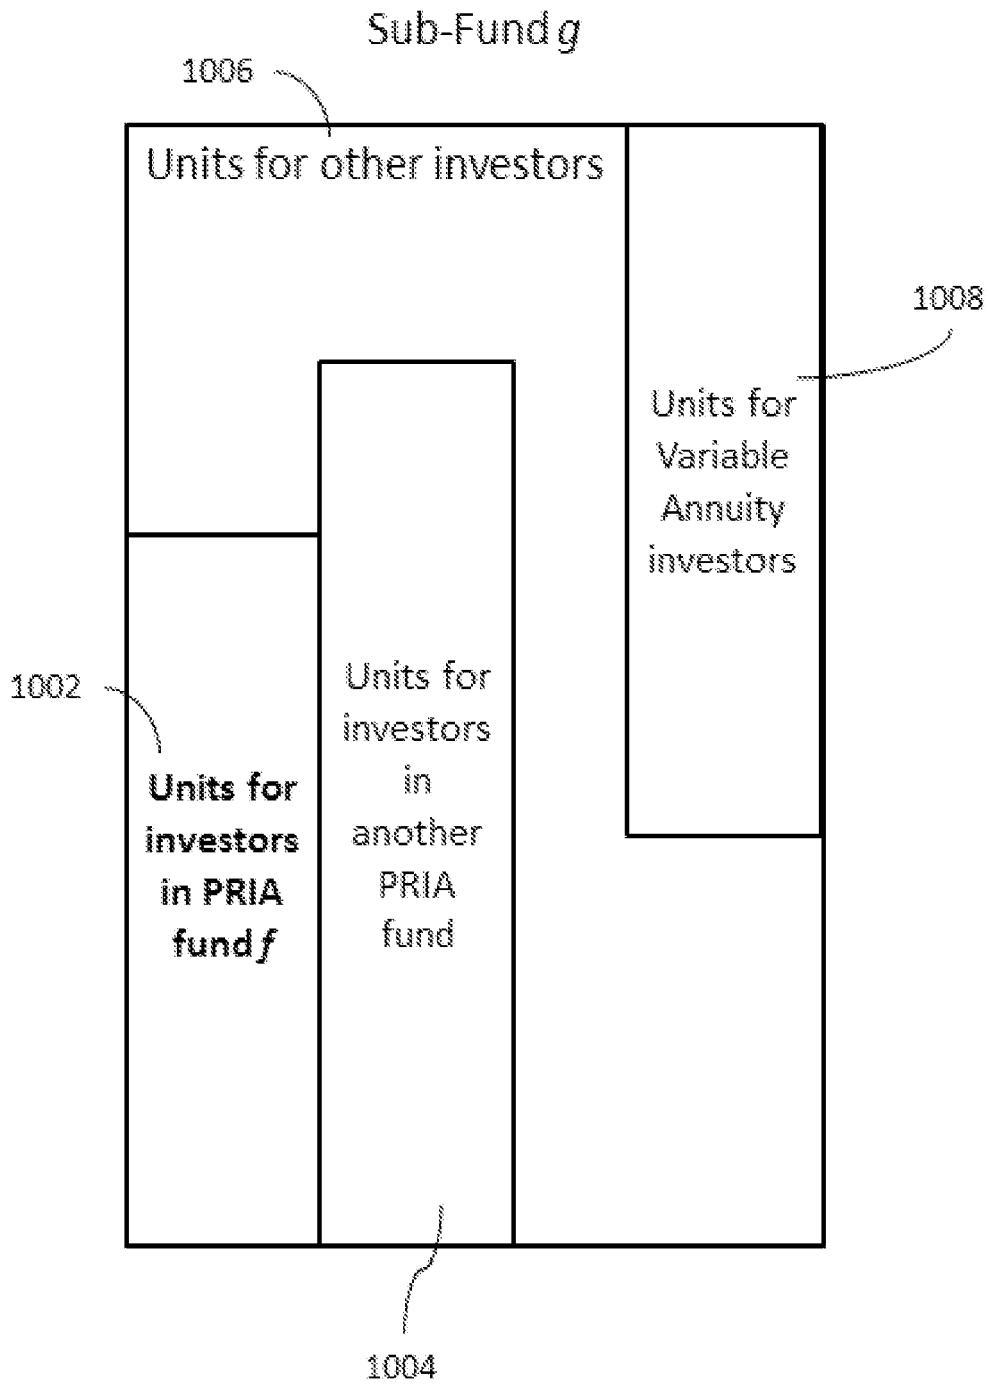 Sub-Fund g
1006
Units for other investors
1008
Units for
Variable
Annuity
investors
1002
Units for
investors
in PRIA
fund f
Units for
investors
in
another
PRIA
fund
1004